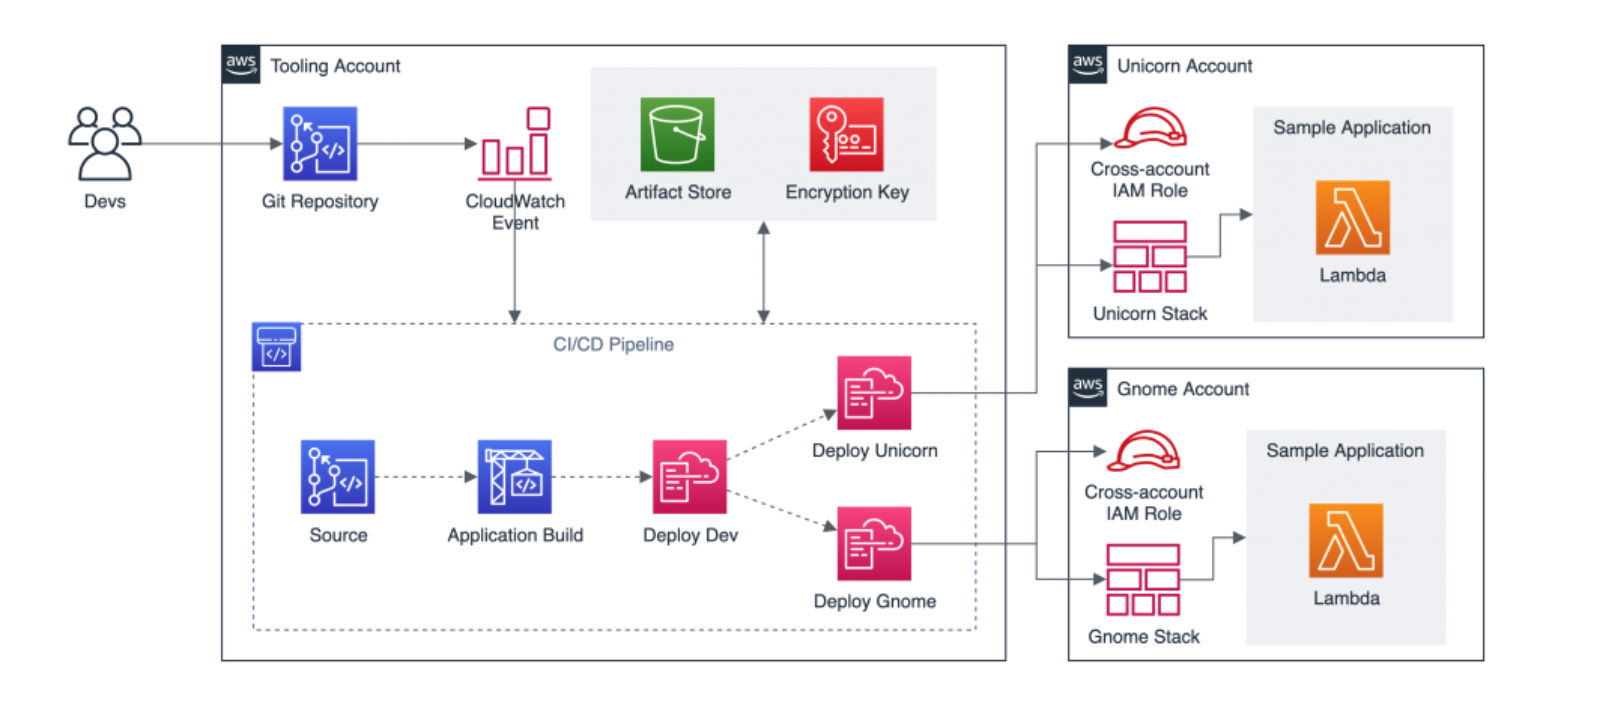 aws
Tooling Account
Devs
Git Repository
CloudWatch
Event
Artifact Store
Encryption Key
CI/CD Pipeline
Source
Application Build
Deploy Dev
Deploy Unicorn
Deploy Gnome
aws
Unicorn Account
Cross-account
IAM Role
Unicorn Stack
Sample Application
Lambda
aws
Gnome Account
Cross-account
IAM Role
Gnome Stack
Sample Application
Lambda